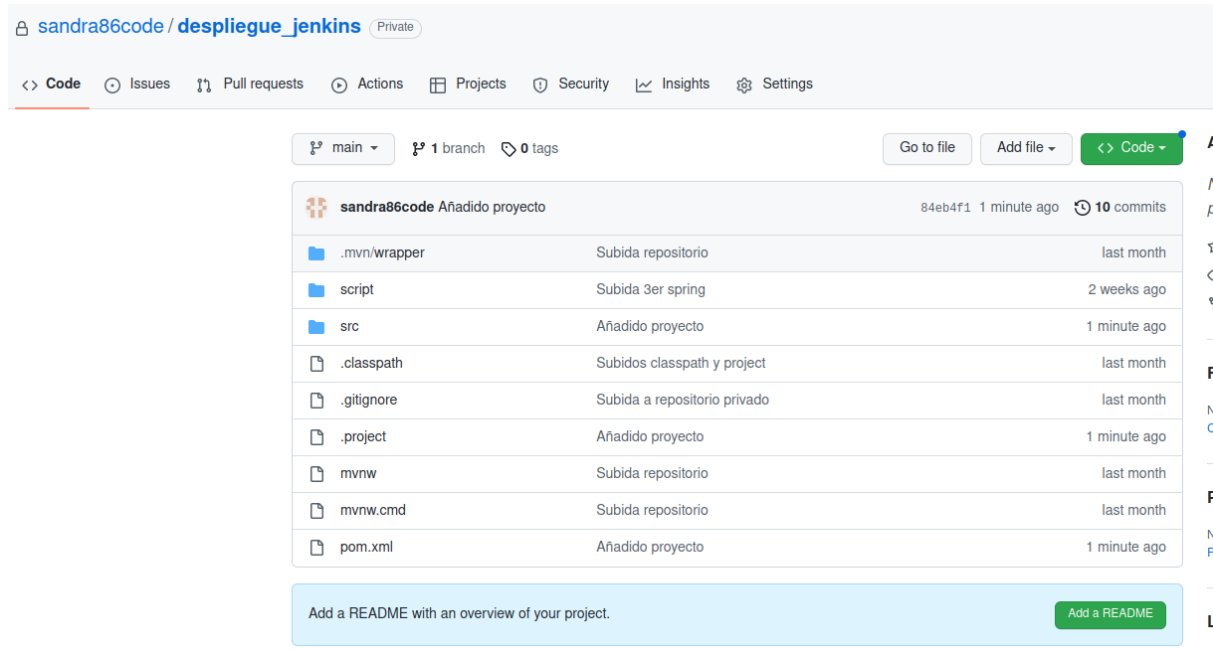 sandra86code / despliegue_jenkins Private
Code Issues Pull requests Actions Projects Security Insights Settings
main 1 branch 0 tags Go to file Add file Code
sandra86code Añadido proyecto 84eb4f1 1 minute ago 10 commits
.mvn/wrapper Subida repositorio last month
script Subida 3er spring 2 weeks ago
src Añadido proyecto 1 minute ago
.classpath Subidos classpath y project last month
.gitignore Subida a repositorio privado last month
.project Añadido proyecto 1 minute ago
mvnw Subida repositorio last month
mvnw.cmd Subida repositorio last month
pom.xml Añadido proyecto 1 minute ago
Add a README with an overview of your project. Add a README